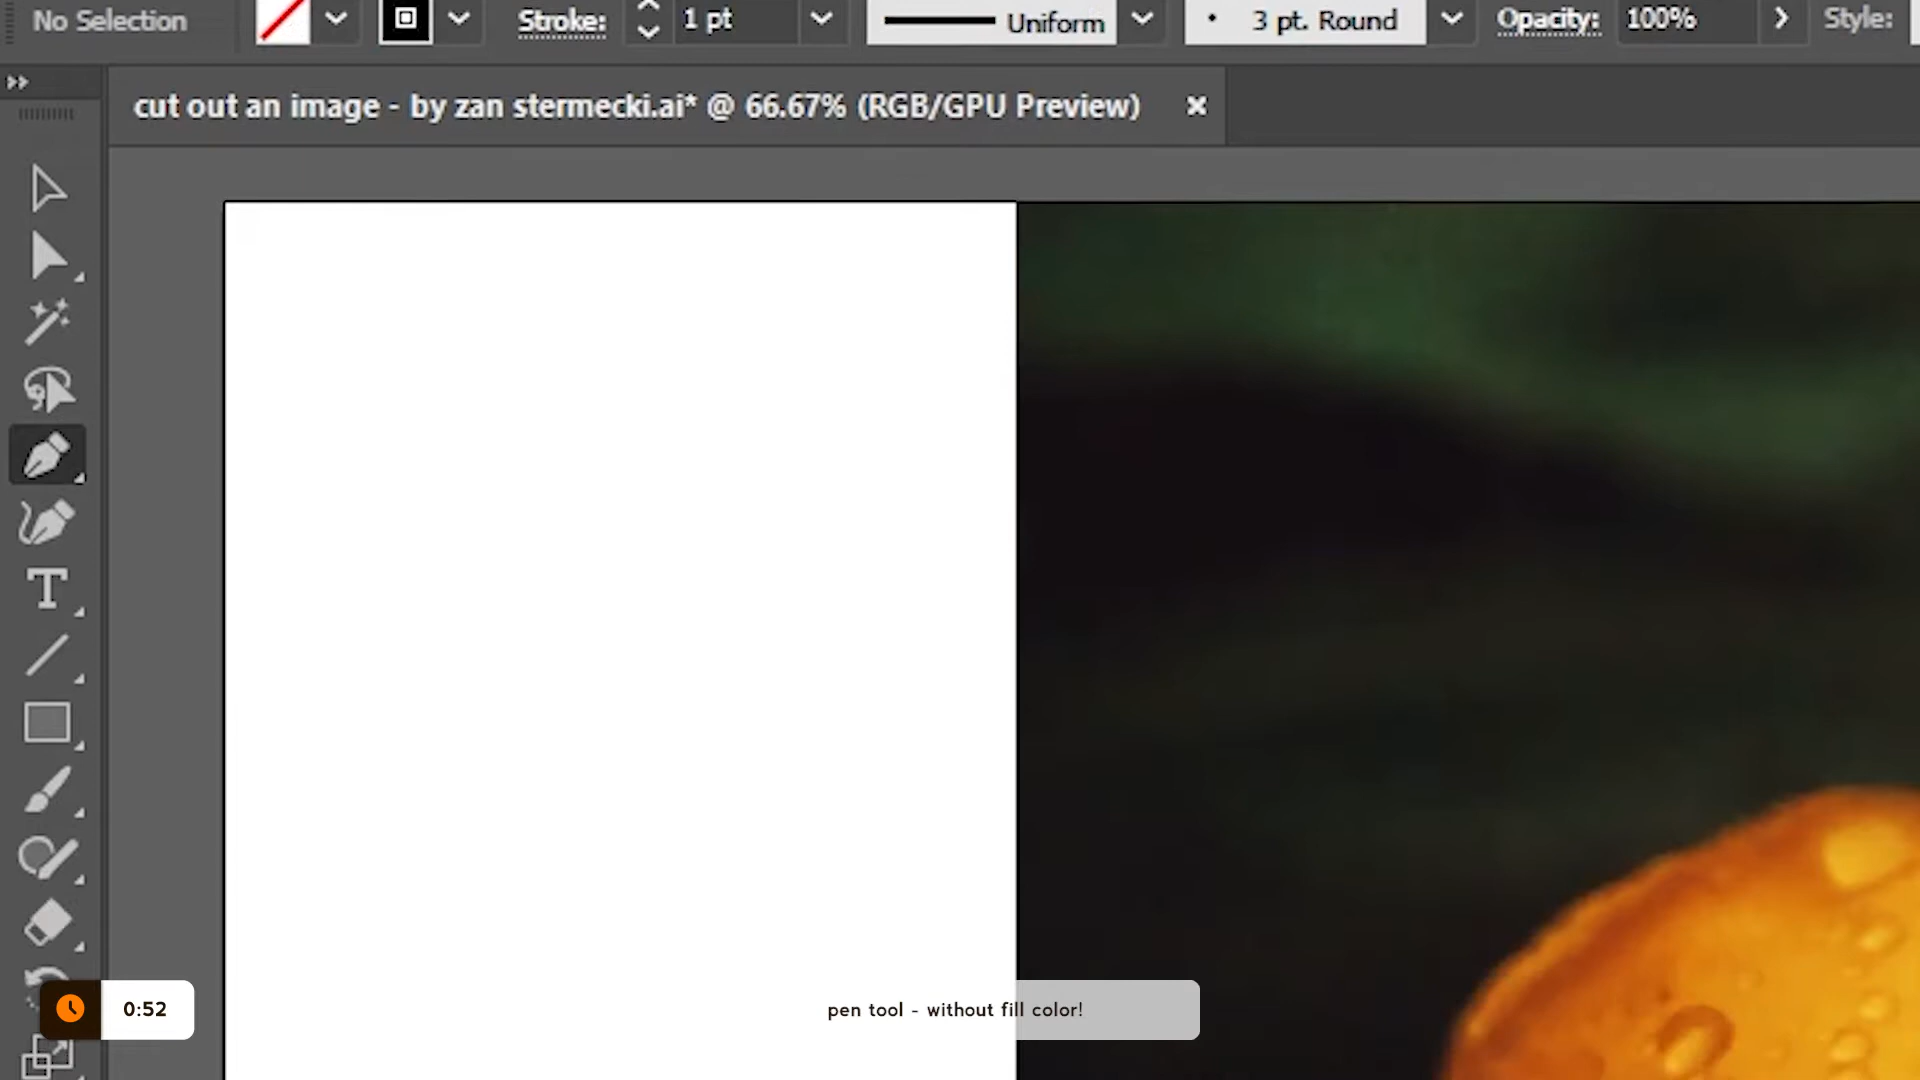 No Selection
Stroke:
1 pt
Uniform
3 pt. Round
Opacity:
100%
Style:
cut out an image - by zan stermecki.ai* @ 66.67% (RGB/GPU Preview)
0:52
pen tool - without fill color!